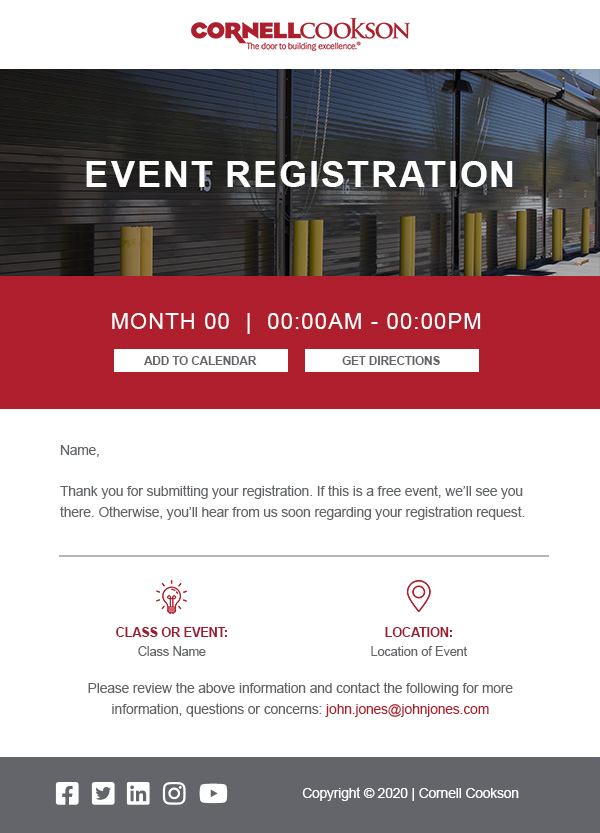 CORNELLCOOKSON
The door to building excellence.®
EVENT REGISTRATION
MONTH 00 | 00:00AM - 00:00PM
ADD TO CALENDAR
GET DIRECTIONS
Name,
Thank you for submitting your registration. If this is a free event, we’ll see you
there. Otherwise, you’ll hear from us soon regarding your registration request.
CLASS OR EVENT:
Class Name
LOCATION:
Location of Event
Please review the above information and contact the following for more
information, questions or concerns: john.jones@johnjones.com
Copyright © 2020 | Cornell Cookson